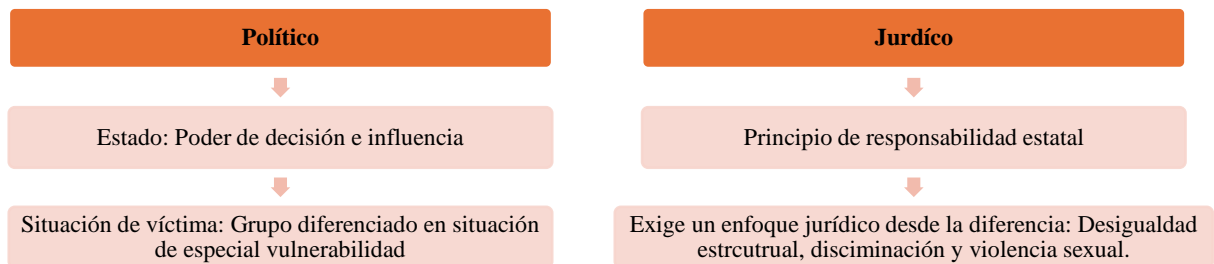 Político
Estado: Poder de decisión e influencia
Situación de víctima: Grupo diferenciado en situación
de especial vulnerabilidad
Jurdíco
Principio de responsabilidad estatal
Exige un enfoque jurídico desde la diferencia: Desigualdad
estrcutrual, disciminación y violencia sexual.